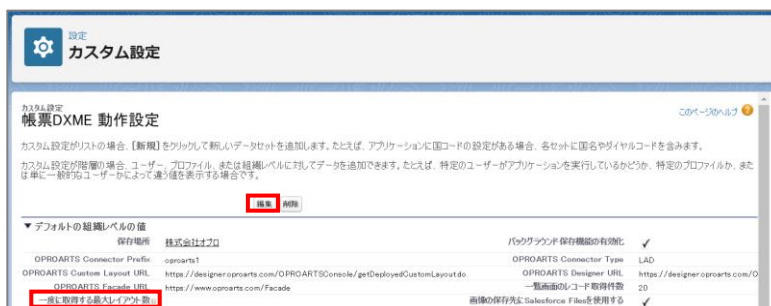 設定
カスタム設定
カスタム設定
帳票DXME 動作設定
このページのヘルプ
カスタム設定がリストの場合、[新規] をクリックして新しいデータセットを追加します。たとえば、アプリケーションに国コードの設定がある場合、各セットに国名やダイヤルコードを含みます。
カスタム設定が階層の場合、ユーザー、プロファイル、または組織レベルに対してデータを追加できます。たとえば、特定のユーザーがアプリケーションを実行しているかどうか、特定のプロファイルか、また
は単に一般的なユーザーかによって違う値を表示する場合です。
編集 削除
▼ デフォルトの組織レベルの値
保存場所 株式会社オプロ バックグラウンド保存機能の有効化 ✓
OPROARTS Connector Prefix oproarts1 OPROARTS Connector Type LAD
OPROARTS Custom Layout URL https://designer.oproarts.com/OPROARTSConsole/getDeployedCustomLayout.do OPROARTS Designer URL https://designer.oproarts.com/O
OPROARTS Facade URL https://www.oproarts.com/Facade 一覧画面のレコード取得件数 20
一度に取得する最大レイアウト数 画像の保存先にSalesforce Filesを使用する ✓